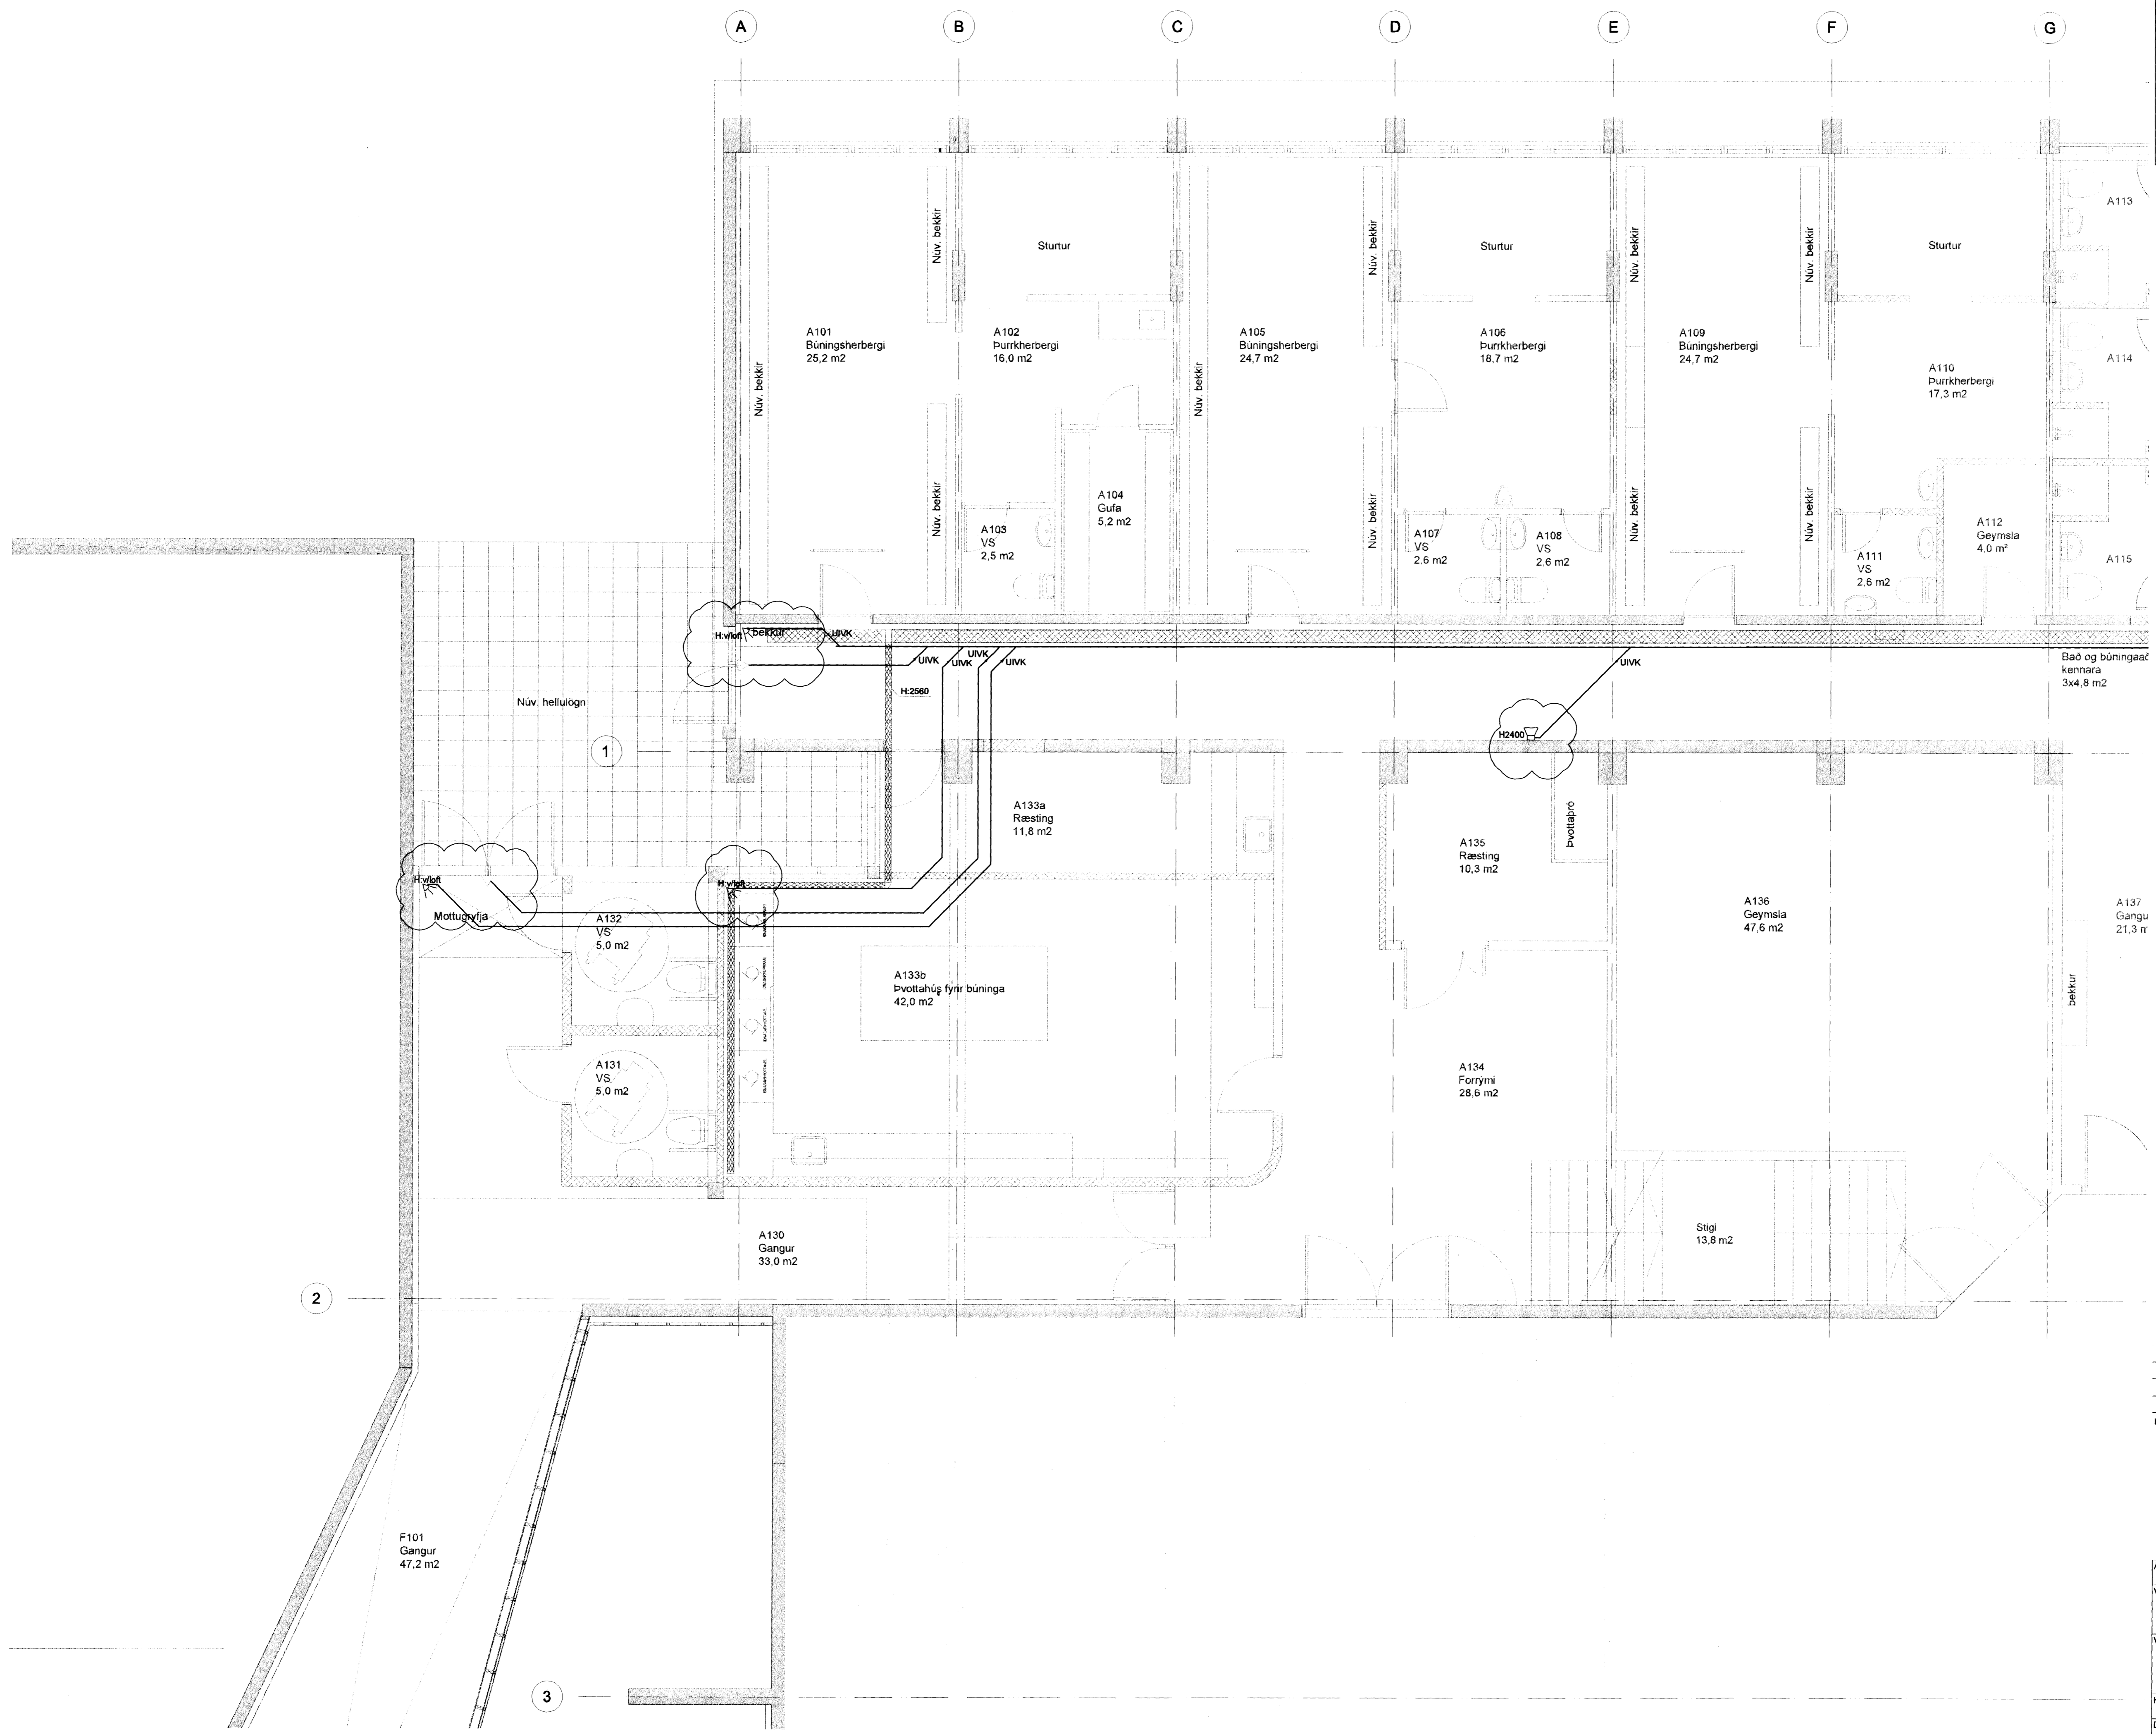 A
B
C
D
E
F
G
A113
Núv. bekkir
Sturtur
Núv. bekkir
Sturtur
Núv. bekkir
Núv. bekkir
Sturtur
A101
Búningsherbergi
25,2 m2
A102
Þurrkherbergi
16,0 m2
A105
Búningsherbergi
24,7 m2
A106
Þurrkherbergi
18,7 m2
A109
Búningsherbergi
24,7 m2
A110
Þurrkherbergi
17,3 m2
A114
Núv. bekkir
Núv. bekkir
Núv. bekkir
Núv. bekkir
Núv. bekkir
Núv. bekkir
A103
VS
2,5 m2
A104
Gufa
5,2 m2
A107
VS
2,6 m2
A108
VS
2,6 m2
A111
VS
2,6 m2
A112
Geymsla
4,0 m²
A115
H:v/loft
bekkur
UIVK
UIVK
UIVK
UIVK
UIVK
UIVK
H:2560
Bað og búningaað
kennara
3x4,8 m2
Núv. hellulögn
1
H2400
A133a
Ræsting
11,8 m2
Þvottaþró
A135
Ræsting
10,3 m2
H:v/loft
Mottugryfja
H:v/loft
A132
VS
5,0 m2
A136
Geymsla
47,6 m2
A137
Gangu
21,3 m
A133b
Þvottahús fyrir búninga
42,0 m2
bekkur
A131
VS
5,0 m2
A134
Forrými
28,6 m2
A130
Gangur
33,0 m2
Stigi
13,8 m2
2
F101
Gangur
47,2 m2
3